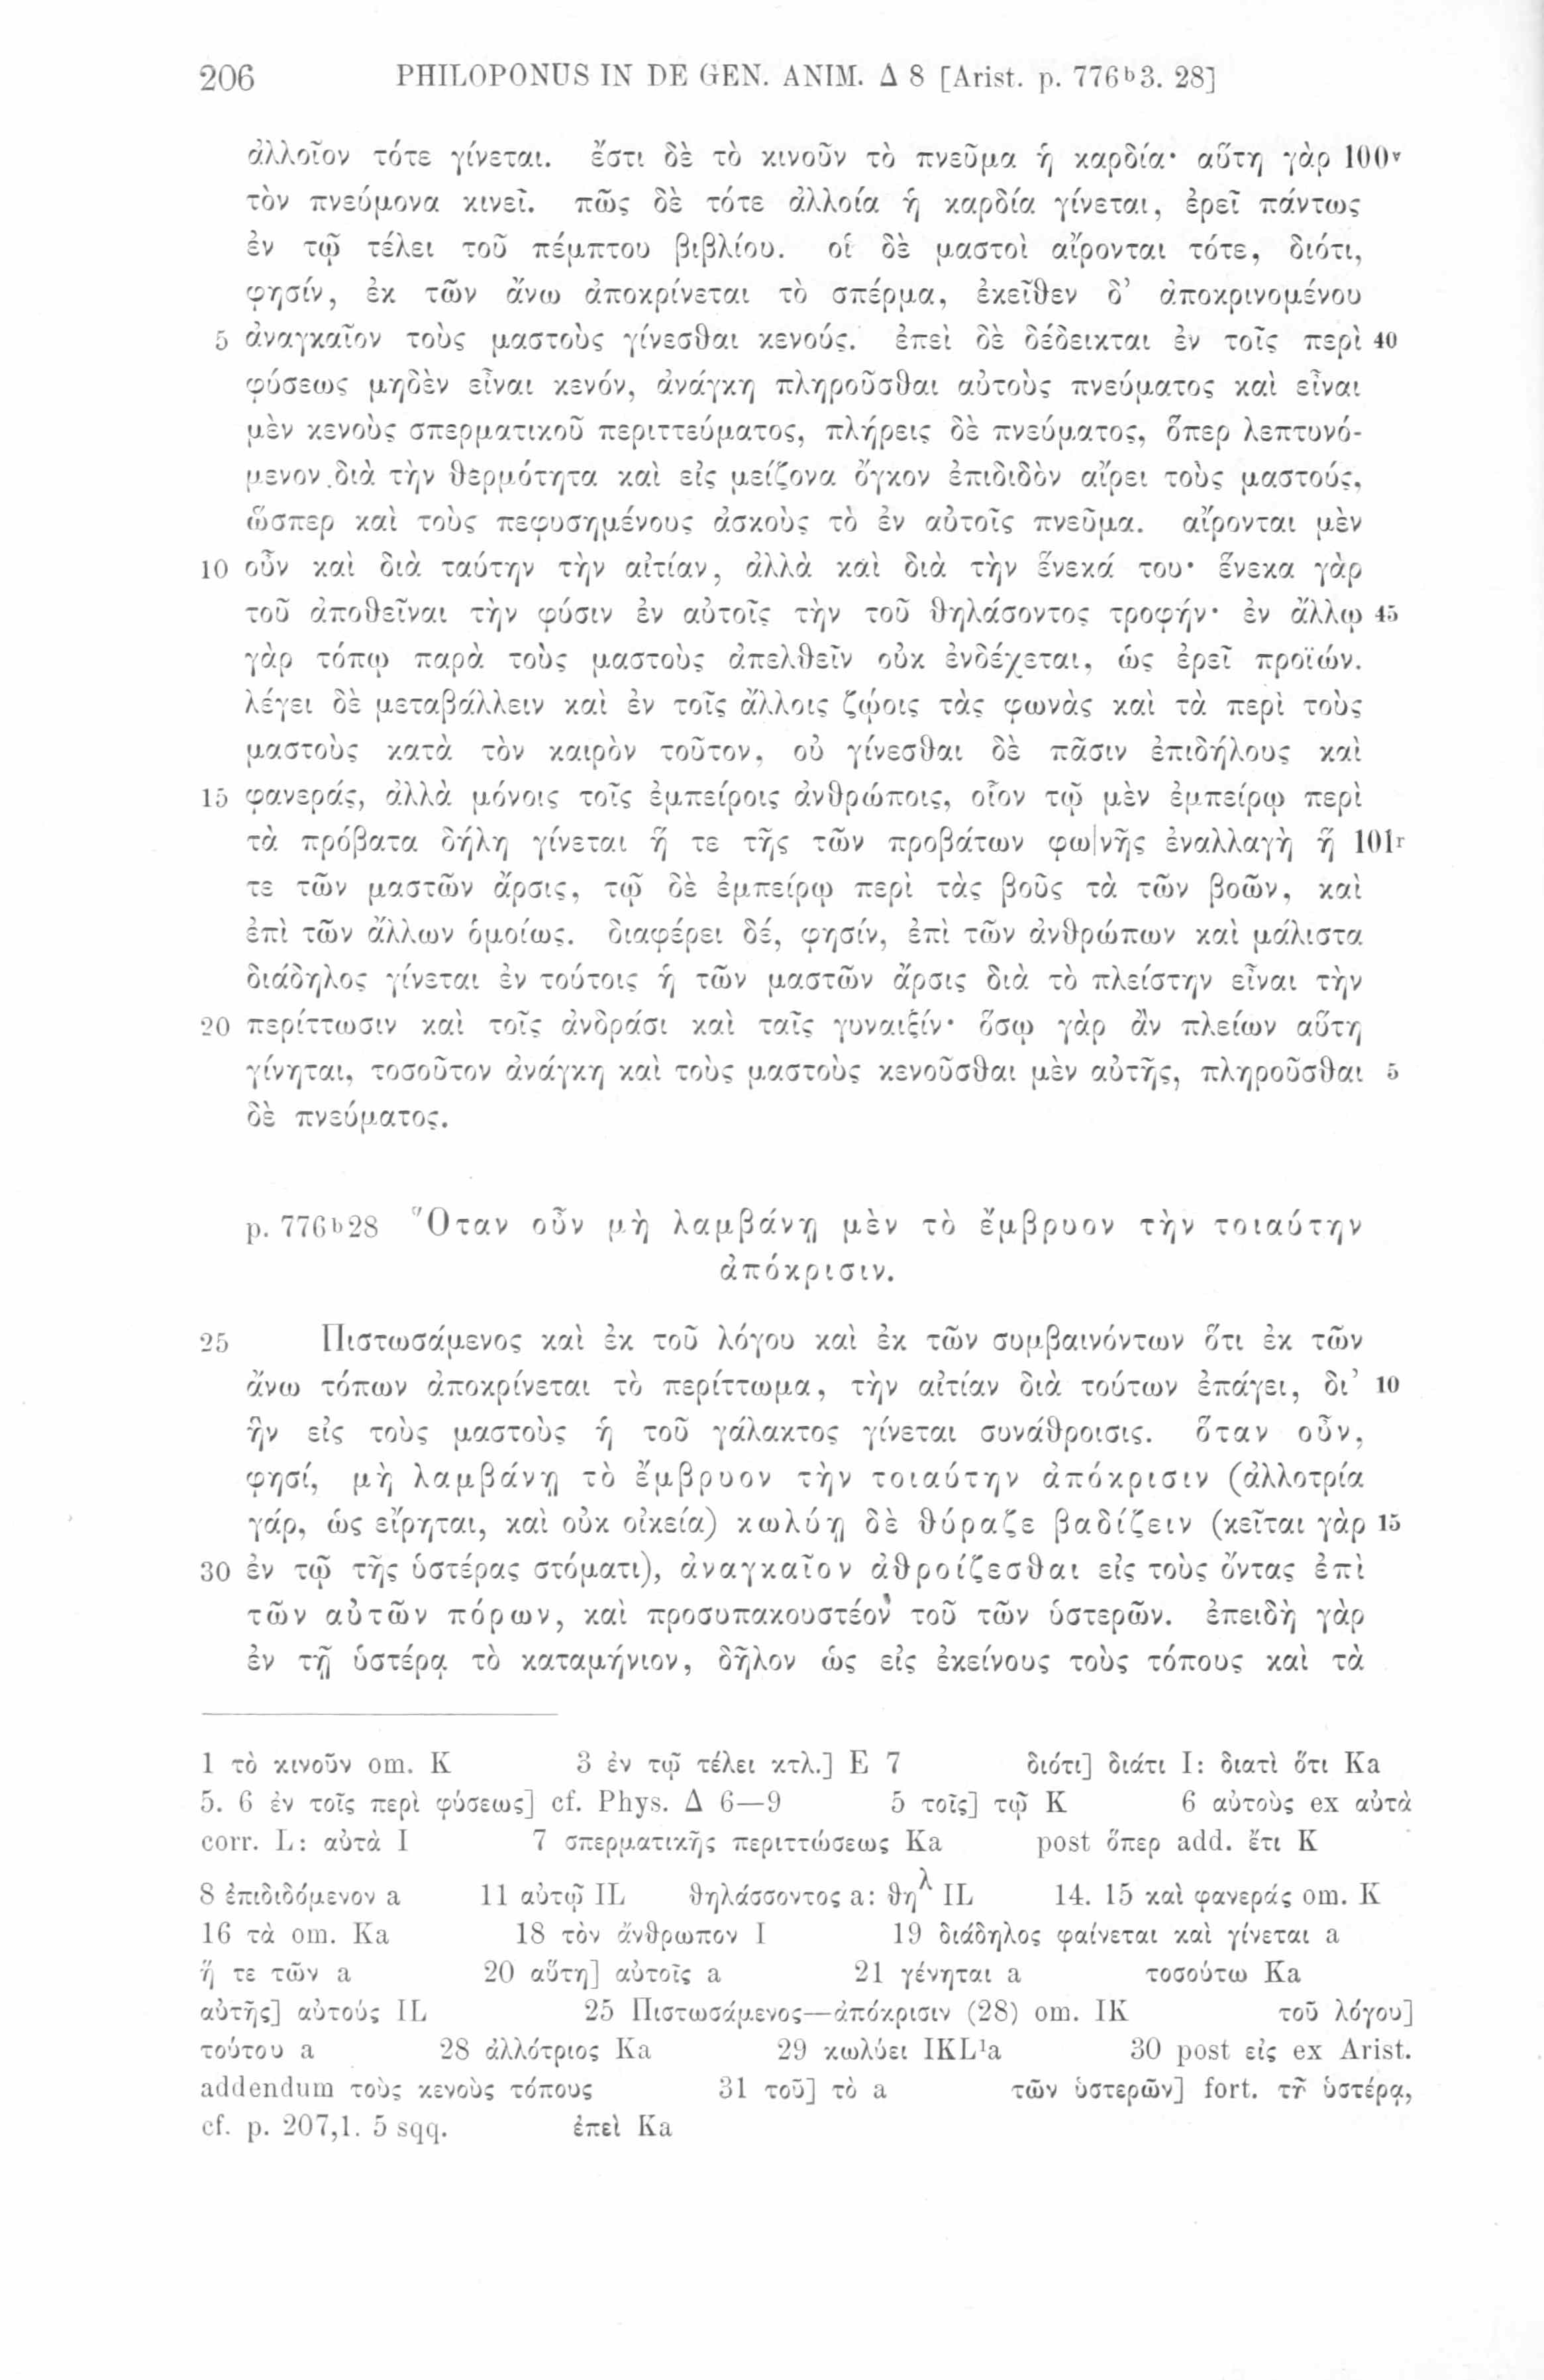 206 PHILOPONUS IN DE GEN. ANIM. Δ 8 [Arist. p. 776ᵇ3. 28]
ἀλλοῖον τότε γίνεται. ἔστι δὲ τὸ κινοῦν τὸ πνεῦμα ἡ καρδία· αὕτη γὰρ 100ᵛ
τὸν πνεύμονα κινεῖ. πῶς δὲ τότε ἀλλοία ἡ καρδία γίνεται, ἐρεῖ πάντως
ἐν τῷ τέλει τοῦ πέμπτου βιβλίου. οἱ δὲ μαστοὶ αἴρονται τότε, διότι,
φησίν, ἐκ τῶν ἄνω ἀποκρίνεται τὸ σπέρμα, ἐκεῖθεν δ’ ἀποκρινομένου
5 ἀναγκαῖον τοὺς μαστοὺς γίνεσθαι κενούς. ἐπεὶ δὲ δέδεικται ἐν τοῖς περὶ 40
φύσεως μηδὲν εἶναι κενόν, ἀνάγκη πληροῦσθαι αὐτοὺς πνεύματος καὶ εἶναι
μὲν κενοὺς σπερματικοῦ περιττεύματος, πλήρεις δὲ πνεύματος, ὅπερ λεπτυνό-
μενον διὰ τὴν θερμότητα καὶ εἰς μείζονα ὄγκον ἐπιδιδὸν αἴρει τοὺς μαστούς,
ὥσπερ καὶ τοὺς πεφυσημένους ἀσκοὺς τὸ ἐν αὐτοῖς πνεῦμα. αἴρονται μὲν
10 οὖν καὶ διὰ ταύτην τὴν αἰτίαν, ἀλλὰ καὶ διὰ τὴν ἕνεκά του· ἕνεκα γὰρ
τοῦ ἀποθεῖναι τὴν φύσιν ἐν αὐτοῖς τὴν τοῦ θηλάσοντος τροφήν· ἐν ἄλλῳ 45
γὰρ τόπῳ παρὰ τοὺς μαστοὺς ἀπελθεῖν οὐκ ἐνδέχεται, ὡς ἐρεῖ προϊών.
λέγει δὲ μεταβάλλειν καὶ ἐν τοῖς ἄλλοις ζῴοις τὰς φωνὰς καὶ τὰ περὶ τοὺς
μαστοὺς κατὰ τὸν καιρὸν τοῦτον, οὐ γίνεσθαι δὲ πᾶσιν ἐπιδήλους καὶ
15 φανεράς, ἀλλὰ μόνοις τοῖς ἐμπείροις ἀνθρώποις, οἷον τῷ μὲν ἐμπείρῳ περὶ
τὰ πρόβατα δήλη γίνεται ἥ τε τῆς τῶν προβάτων φω|νῆς ἐναλλαγὴ ἥ 101ʳ
τε τῶν μαστῶν ἄρσις, τῷ δὲ ἐμπείρῳ περὶ τὰς βοῦς τὰ τῶν βοῶν, καὶ
ἐπὶ τῶν ἄλλων ὁμοίως. διαφέρει δέ, φησίν, ἐπὶ τῶν ἀνθρώπων καὶ μάλιστα
διάδηλος γίνεται ἐν τούτοις ἡ τῶν μαστῶν ἄρσις διὰ τὸ πλείστην εἶναι τὴν
20 περίττωσιν καὶ τοῖς ἀνδράσι καὶ ταῖς γυναιξίν· ὅσῳ γὰρ ἂν πλείων αὕτη
γίνηται, τοσοῦτον ἀνάγκη καὶ τοὺς μαστοὺς κενοῦσθαι μὲν αὐτῆς, πληροῦσθαι 5
δὲ πνεύματος.
p. 776ᵇ28 Ὅταν οὖν μὴ λαμβάνῃ μὲν τὸ ἔμβρυον τὴν τοιαύτην
ἀπόκρισιν.
25 Πιστωσάμενος καὶ ἐκ τοῦ λόγου καὶ ἐκ τῶν συμβαινόντων ὅτι ἐκ τῶν
ἄνω τόπων ἀποκρίνεται τὸ περίττωμα, τὴν αἰτίαν διὰ τούτων ἐπάγει, δι’ 10
ἣν εἰς τοὺς μαστοὺς ἡ τοῦ γάλακτος γίνεται συνάθροισις. ὅταν οὖν,
φησί, μὴ λαμβάνῃ τὸ ἔμβρυον τὴν τοιαύτην ἀπόκρισιν (ἀλλοτρία
γάρ, ὡς εἴρηται, καὶ οὐκ οἰκεία) κωλύῃ δὲ θύραζε βαδίζειν (κεῖται γὰρ 15
30 ἐν τῷ τῆς ὑστέρας στόματι), ἀναγκαῖον ἀθροίζεσθαι εἰς τοὺς ὄντας ἐπὶ
τῶν αὐτῶν πόρων, καὶ προσυπακουστέον τοῦ τῶν ὑστερῶν. ἐπειδὴ γὰρ
ἐν τῇ ὑστέρᾳ τὸ καταμήνιον, δῆλον ὡς εἰς ἐκείνους τοὺς τόπους καὶ τὰ
1 τὸ κινοῦν om. K 3 ἐν τῷ τέλει κτλ.] E 7 διότι] διάτι I: διατὶ ὅτι Ka
5. 6 ἐν τοῖς περὶ φύσεως] cf. Phys. Δ 6—9 5 τοῖς] τῷ K 6 αὐτοὺς ex αὐτὰ
corr. L: αὐτὰ I 7 σπερματικῆς περιττώσεως Ka post ὅπερ add. ἔτι K
8 ἐπιδιδόμενον a 11 αὐτῷ IL θηλάσσοντος a: θηλ IL 14. 15 καὶ φανεράς om. K
16 τὰ om. Ka 18 τὸν ἄνθρωπον I 19 διάδηλος φαίνεται καὶ γίνεται a
ἥ τε τῶν a 20 αὕτη] αὐτοῖς a 21 γένηται a τοσούτω Ka
αὐτῆς] αὐτούς IL 25 Πιστωσάμενος—ἀπόκρισιν (28) om. IK τοῦ λόγου]
τούτου a 28 ἀλλότριος Ka 29 κωλύει IKL¹a 30 post εἰς ex Arist.
addendum τοὺς κενοὺς τόπους 31 τοῦ] τὸ a τῶν ὑστερῶν] fort. τῇ ὑστέρᾳ,
cf. p. 207,1. 5 sqq. ἐπεὶ Ka